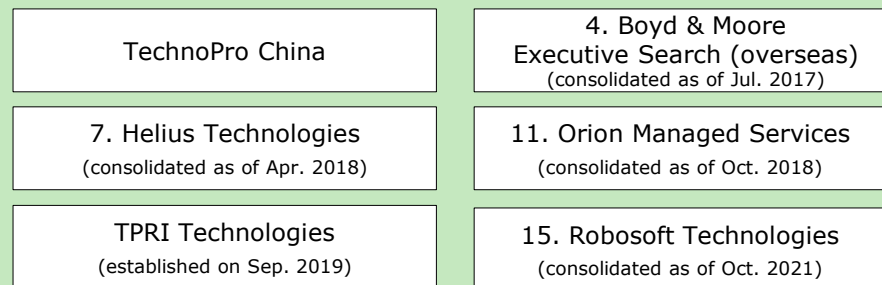 TechnoPro China
4. Boyd & Moore
Executive Search (overseas)
(consolidated as of Jul. 2017)
7. Helius Technologies
(consolidated as of Apr. 2018)
11. Orion Managed Services
(consolidated as of Oct. 2018)
TPRI Technologies
(established on Sep. 2019)
15. Robosoft Technologies
(consolidated as of Oct. 2021)